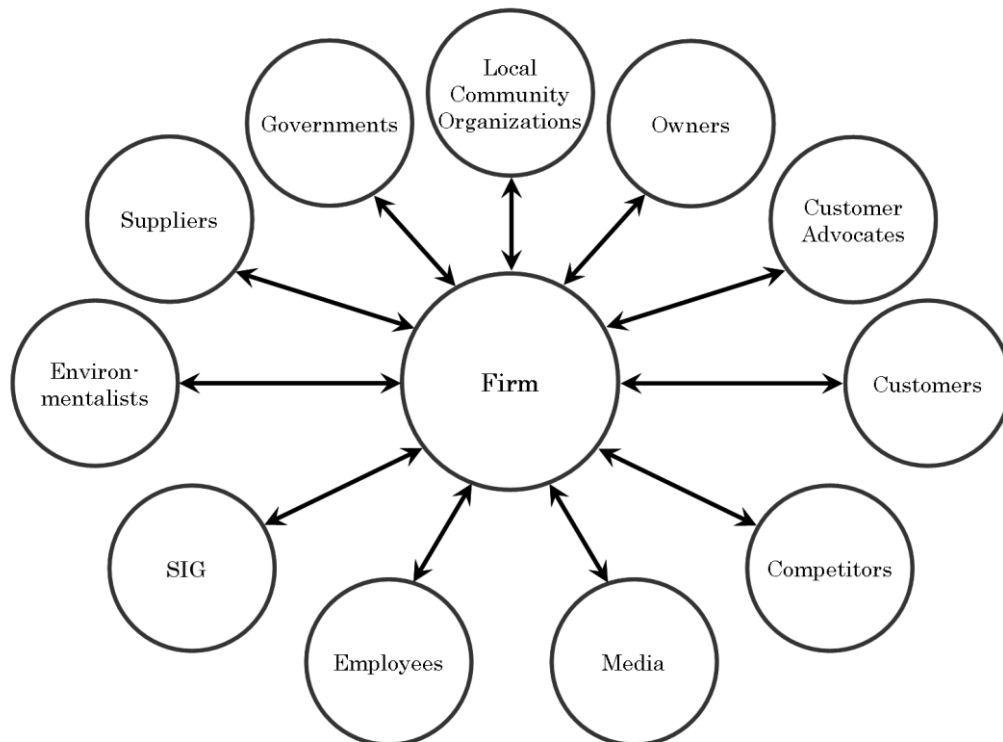 Local
Community
Organizations
Governments
Owners
Suppliers
Customer
Advocates
Environ-
mentalists
Firm
Customers
SIG
Competitors
Employees
Media